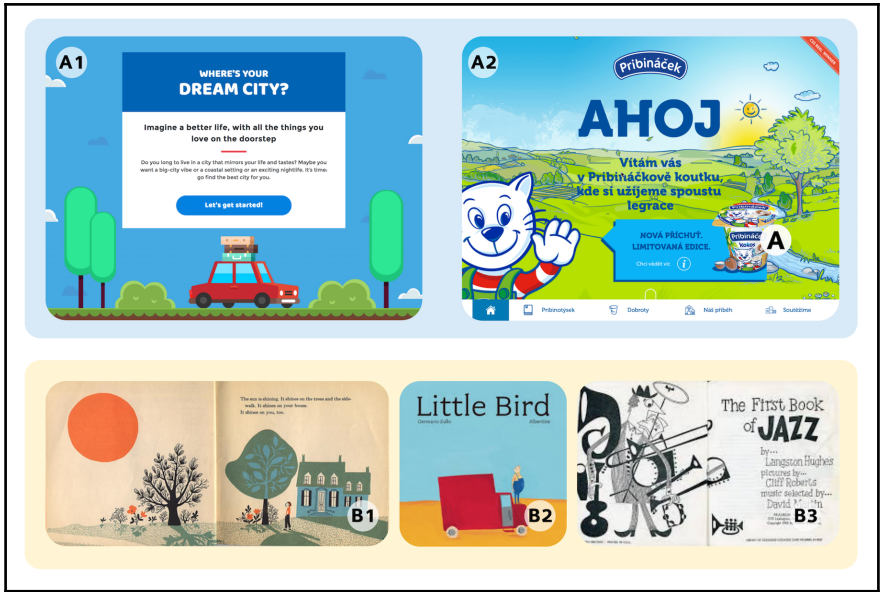 A1
WHERE'S YOUR
DREAM CITY?
Imagine a better life, with all the things you
love on the doorstep
Do you long to live in a city that mirrors your life and tastes? Maybe you
want a big-city vibe or a coastal setting or an exciting nightlife. It's time:
go find the best city for you.
Let's get started!
A2
Pribináček
AHOJ
Vítám vás
v Pribináčkově koutku,
kde si užijeme spoustu
legrace
NOVÁ PŘÍCHUŤ.
LIMITOVANÁ EDICE.
Chci vědět víc
i
Kokos
A
Pribinotýsek
Dobroty
Náš příběh
Soutěžíme
The sun is shining. It shines on the trees and the side-
walk. It shines on your house.
It shines on you, too.
B1
Little Bird
Germano Zullo
Albertine
B2
The First Book
of JAZZ
by...
Langston Hughes
pictures by...
Cliff Roberts
music selected by...
David
B3